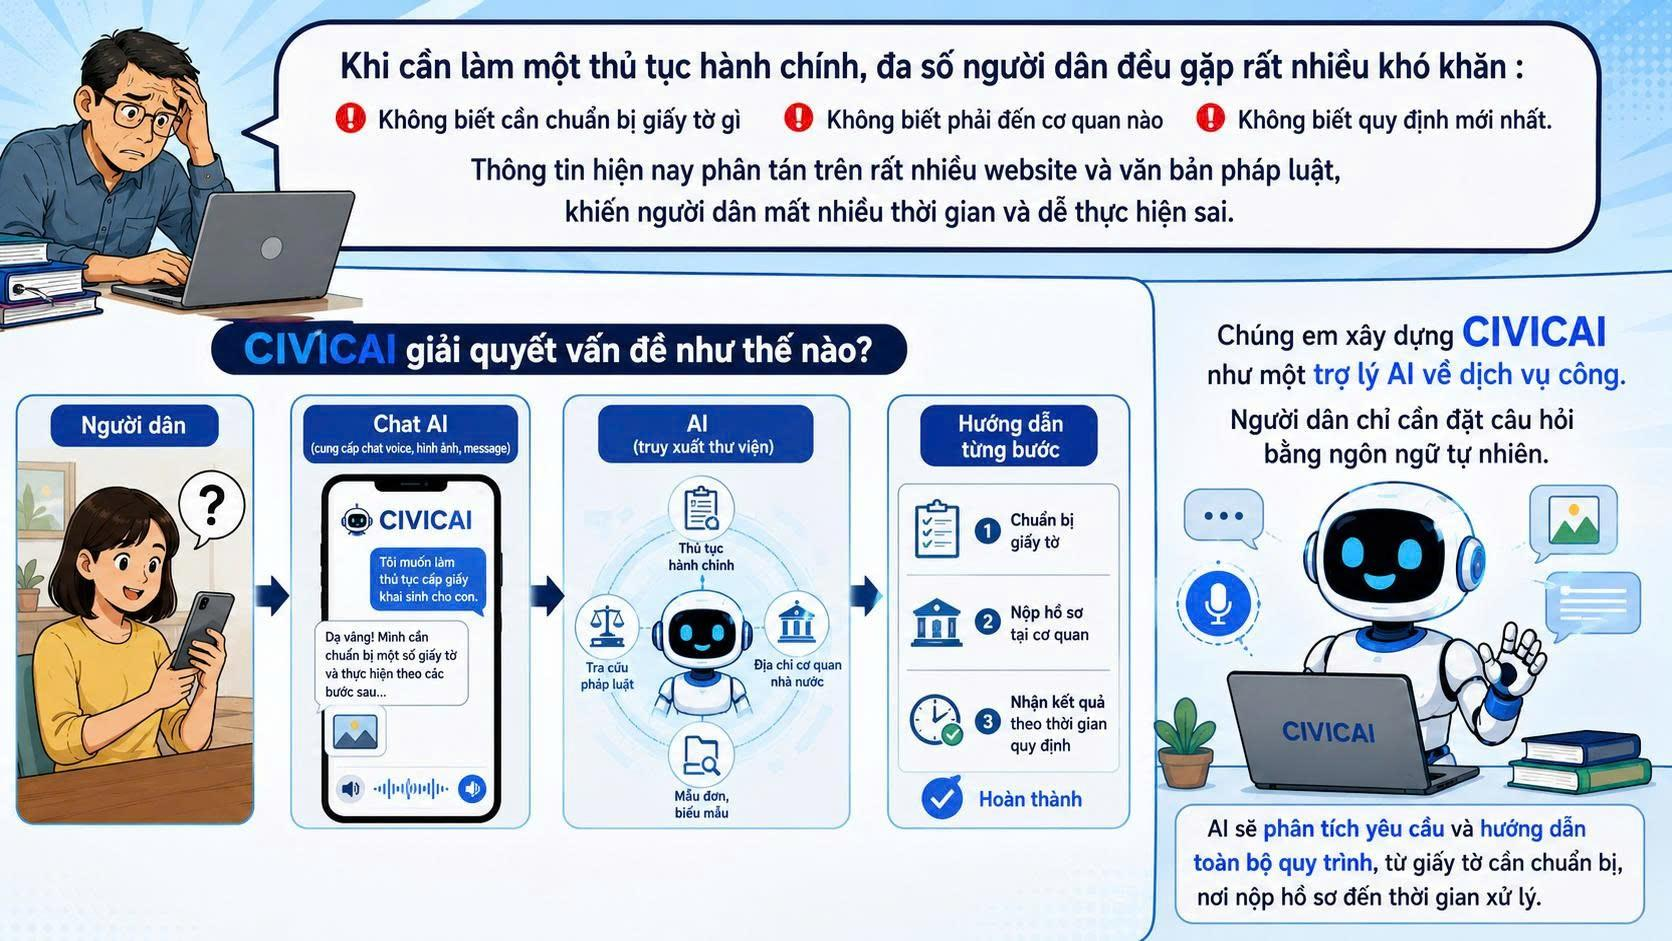 Khi cần làm một thủ tục hành chính, đa số người dân đều gặp rất nhiều khó khăn :
Không biết cần chuẩn bị giấy tờ gì
Không biết phải đến cơ quan nào
Không biết quy định mới nhất.
Thông tin hiện nay phân tán trên rất nhiều website và văn bản pháp luật,
khiến người dân mất nhiều thời gian và dễ thực hiện sai.
CIVICAI giải quyết vấn đề như thế nào?
Người dân
?
Chat AI
(cung cấp chat voice, hình ảnh, message)
CIVICAI
Tôi muốn làm
thủ tục cấp giấy
khai sinh cho con.
Dạ vâng! Mình cần
chuẩn bị một số giấy tờ
và thực hiện theo các
bước sau...
AI
(truy xuất thư viện)
Thủ tục
hành chính
Tra cứu
pháp luật
Địa chỉ cơ quan
nhà nước
Mẫu đơn,
biểu mẫu
Hướng dẫn
từng bước
1
Chuẩn bị
giấy tờ
2
Nộp hồ sơ
tại cơ quan
3
Nhận kết quả
theo thời gian
quy định
Hoàn thành
Chúng em xây dựng CIVICAI
như một trợ lý AI về dịch vụ công.
Người dân chỉ cần đặt câu hỏi
bằng ngôn ngữ tự nhiên.
CIVICAI
AI sẽ phân tích yêu cầu và hướng dẫn
toàn bộ quy trình, từ giấy tờ cần chuẩn bị,
nơi nộp hồ sơ đến thời gian xử lý.